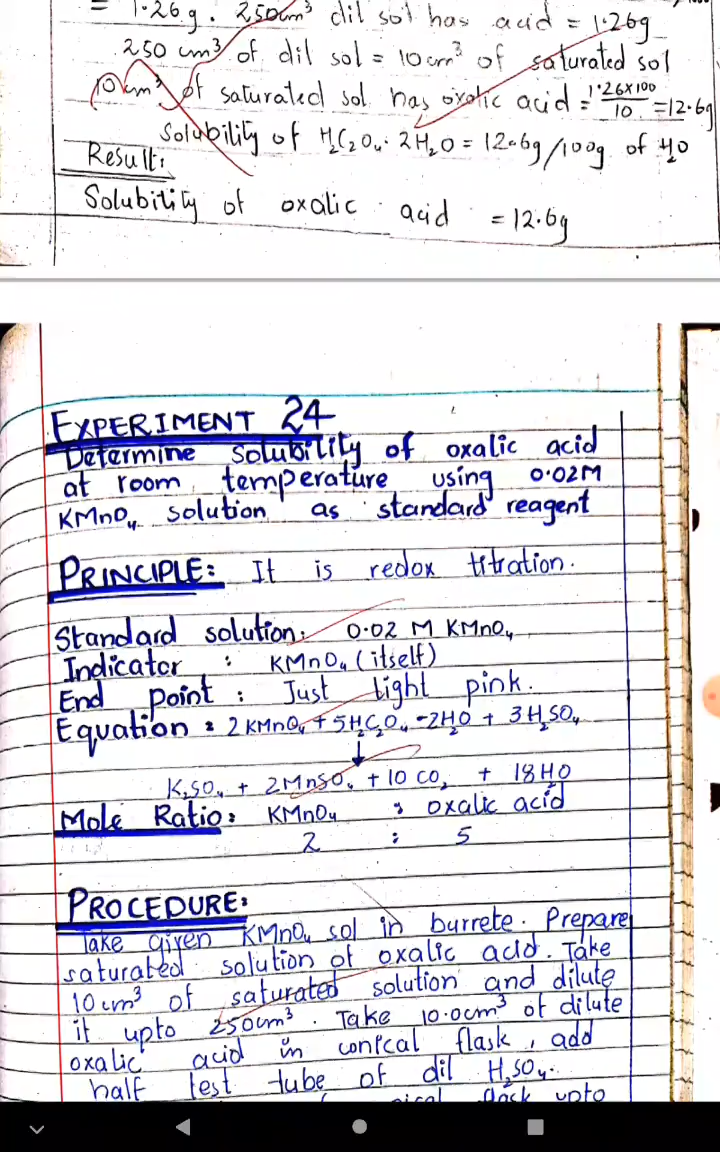 = 1.26g. 250cm³ dil sol has acid = 1.26g
250 cm³ of dil sol = 10cm³ of saturated sol
10cm³ of saturated sol has oxalic acid = 1.26×100/10 = 12.6g
Solubility of H₂C₂O₄. 2H₂O = 12.6g/100g of H₂O
Result:
Solubility of oxalic acid = 12.6g
EXPERIMENT 24
Determine solubility of oxalic acid
at room temperature using 0.02M
KMnO₄ solution as standard reagent
PRINCIPLE: It is redox titration.
Standard solution: 0.02 M KMnO₄
Indicator : KMnO₄ (itself)
End point : Just light pink.
Equation : 2KMnO₄ + 5H₂C₂O₄-2H₂O + 3H₂SO₄
↓
K₂SO₄ + 2MnSO₄ + 10 CO₂ + 18H₂O
Mole Ratio: KMnO₄ : oxalic acid
2 : 5
PROCEDURE:
Take given KMnO₄ sol in burrete. Prepare
saturated solution of oxalic acid. Take
10cm³ of saturated solution and dilute
it upto 250cm³. Take 10.0cm³ of dilute
oxalic acid in conical flask, add
half test tube of dil H₂SO₄.
flask upto